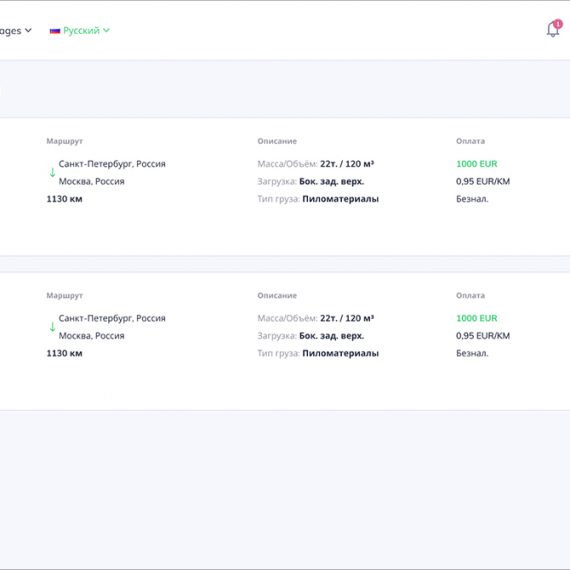 ages Русский 1
Маршрут Описание Оплата
Санкт-Петербург, Россия Масса/Объём: 22т. / 120 м³ 1000 EUR
Москва, Россия Загрузка: Бок. зад. верх. 0,95 EUR/КМ
1130 км Тип груза: Пиломатериалы Безнал.
Маршрут Описание Оплата
Санкт-Петербург, Россия Масса/Объём: 22т. / 120 м³ 1000 EUR
Москва, Россия Загрузка: Бок. зад. верх. 0,95 EUR/КМ
1130 км Тип груза: Пиломатериалы Безнал.